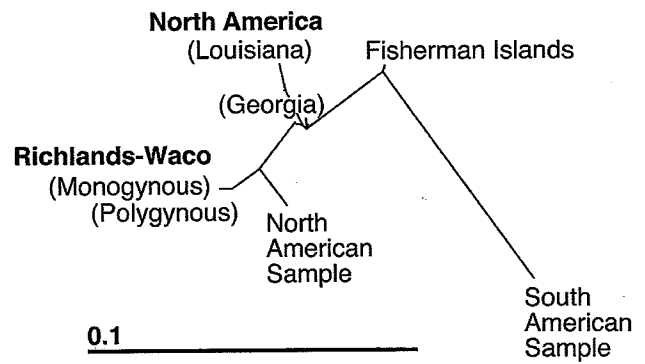 North America
(Louisiana)
Fisherman Islands
(Georgia)
Richlands-Waco
(Monogynous)
(Polygynous)
North
American
Sample
South
American
Sample
0.1